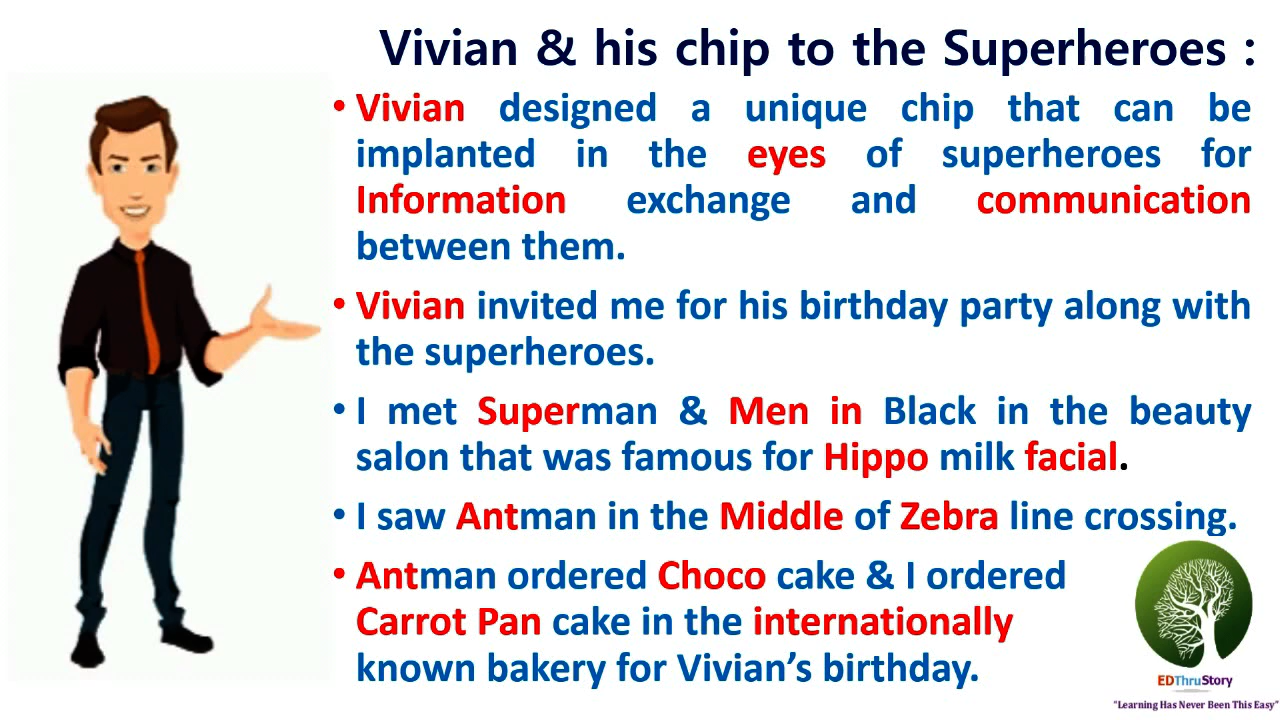 Vivian & his chip to the Superheroes :
• Vivian designed a unique chip that can be
implanted in the eyes of superheroes for
Information exchange and communication
between them.
• Vivian invited me for his birthday party along with
the superheroes.
• I met Superman & Men in Black in the beauty
salon that was famous for Hippo milk facial.
• I saw Antman in the Middle of Zebra line crossing.
• Antman ordered Choco cake & I ordered
Carrot Pan cake in the internationally
known bakery for Vivian's birthday.
EDThruStory
"Learning Has Never Been This Easy"